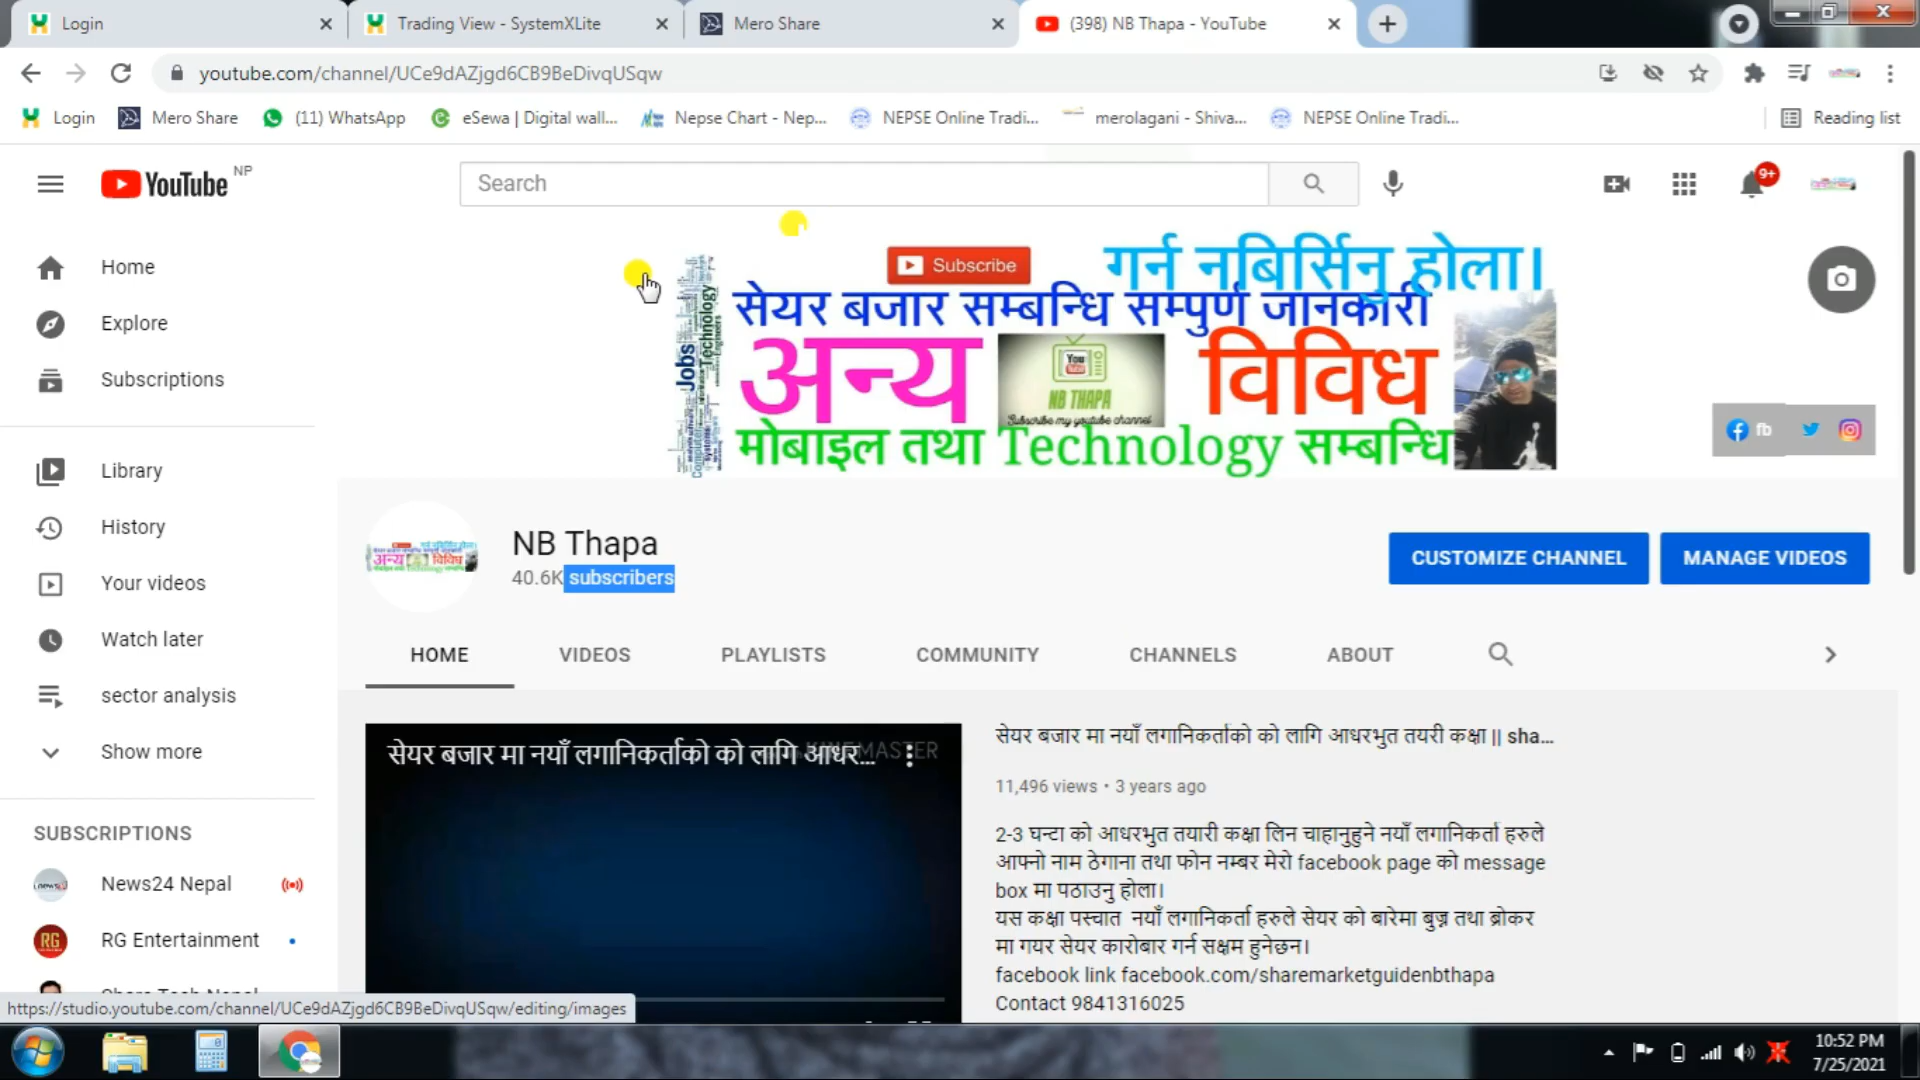 Login
Trading View - SystemXLite
Mero Share
(398) NB Thapa - YouTube
youtube.com/channel/UCe9dAZjgd6CB9BeDivqUSqw
Login
Mero Share
(11) WhatsApp
eSewa | Digital wall...
Nepse Chart - Nep...
NEPSE Online Tradi...
merolagani - Shiva...
NEPSE Online Tradi...
Reading list
YouTube NP
Search
9+
Home
Explore
Subscriptions
Library
History
Your videos
Watch later
sector analysis
Show more
SUBSCRIPTIONS
News24 Nepal
RG Entertainment
Subscribe गर्न नबिर्सिनु होला।
सेयर बजार सम्बन्धि सम्पुर्ण जानकारी
अन्य विविध
You
NB THAPA
Subscribe my youtube channel
मोबाइल तथा Technology सम्बन्धि
Jobs
Technology
fb
NB Thapa
40.6K subscribers
CUSTOMIZE CHANNEL
MANAGE VIDEOS
HOME
VIDEOS
PLAYLISTS
COMMUNITY
CHANNELS
ABOUT
सेयर बजार मा नयाँ लगानिकर्ताको को लागि आधर...
सेयर बजार मा नयाँ लगानिकर्ताको को लागि आधरभुत तयरी कक्षा || sha...
11,496 views • 3 years ago
2-3 घन्टा को आधरभुत तयारी कक्षा लिन चाहानुहुने नयाँ लगानिकर्ता हरुले
आफ्नो नाम ठेगाना तथा फोन नम्बर मेरो facebook page को message
box मा पठाउनु होला।
यस कक्षा पस्चात नयाँ लगानिकर्ता हरुले सेयर को बारेमा बुझ्न तथा ब्रोकर
मा गयर सेयर कारोबार गर्न सक्षम हुनेछन।
facebook link facebook.com/sharemarketguidenbthapa
Contact 9841316025
https://studio.youtube.com/channel/UCe9dAZjgd6CB9BeDivqUSqw/editing/images
10:52 PM
7/25/2021